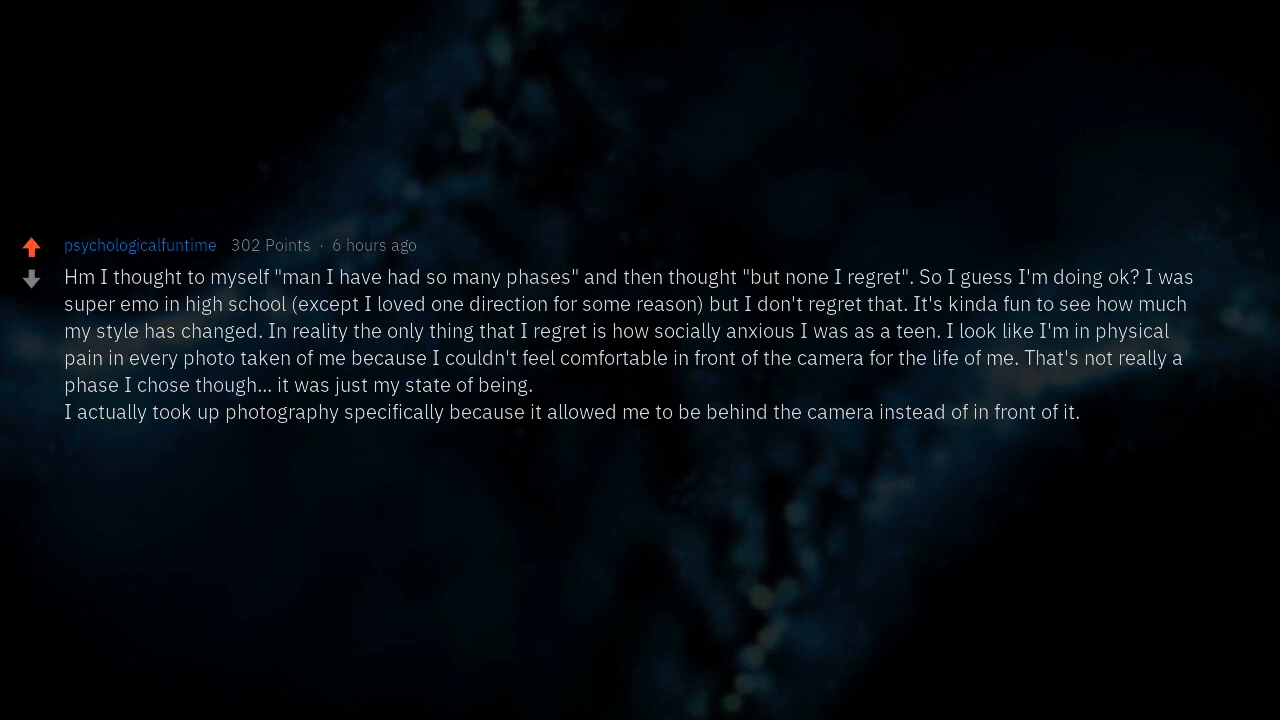 psychologicalfuntime 302 Points · 6 hours ago
Hm I thought to myself "man I have had so many phases" and then thought "but none I regret". So I guess I'm doing ok? I was
super emo in high school (except I loved one direction for some reason) but I don't regret that. It's kinda fun to see how much
my style has changed. In reality the only thing that I regret is how socially anxious I was as a teen. I look like I'm in physical
pain in every photo taken of me because I couldn't feel comfortable in front of the camera for the life of me. That's not really a
phase I chose though... it was just my state of being.
I actually took up photography specifically because it allowed me to be behind the camera instead of in front of it.